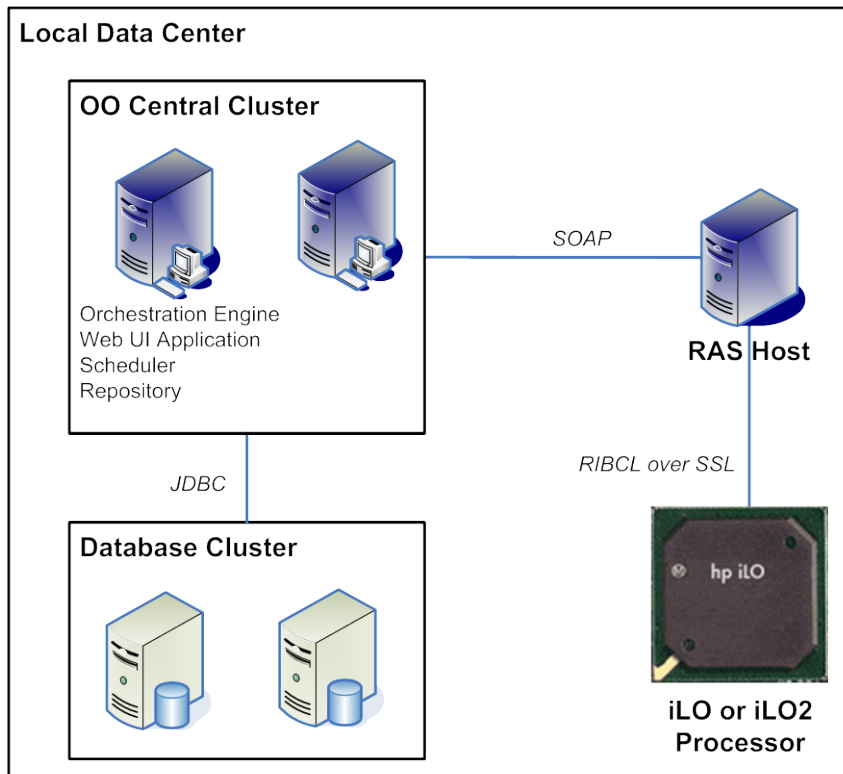 Local Data Center
OO Central Cluster
Orchestration Engine
Web UI Application
Scheduler
Repository
SOAP
RAS Host
JDBC
RIBCL over SSL
Database Cluster
hp iLO
iLO or iLO2
Processor